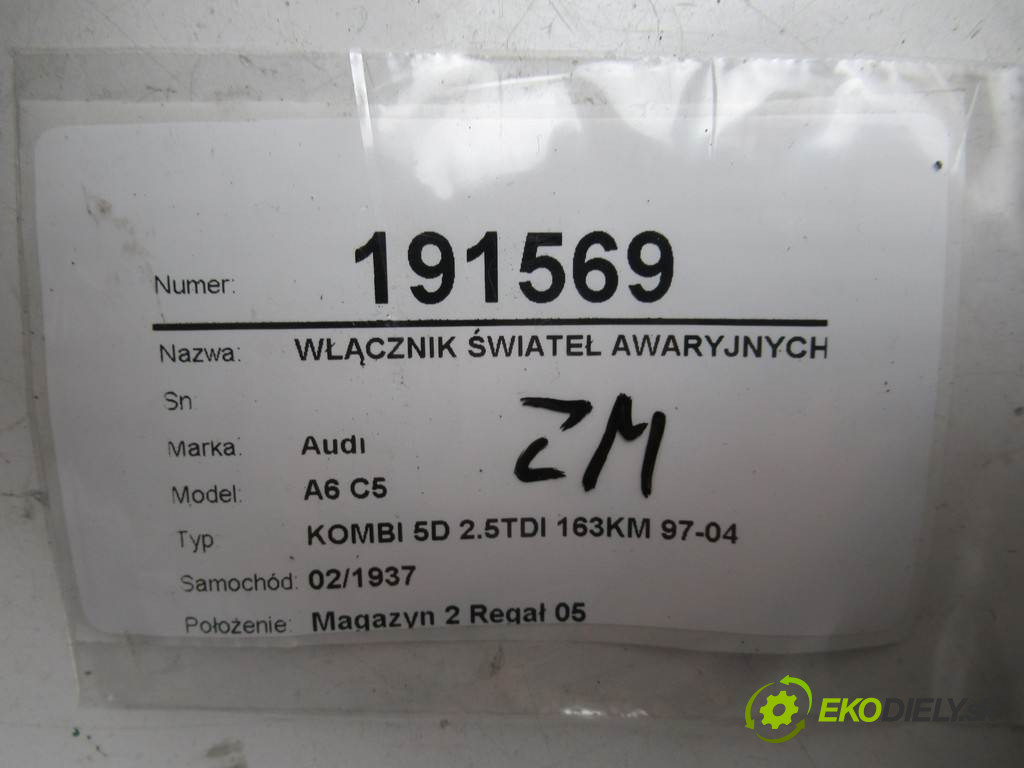 Numer: 191569
Nazwa: WŁĄCZNIK ŚWIATEŁ AWARYJNYCH
Sn
Marka: Audi
ZM
Model: A6 C5
Typ KOMBI 5D 2.5TDI 163KM 97-04
Samochód: 02/1937
Położenie: Magazyn 2 Regał 05
EKODIELY